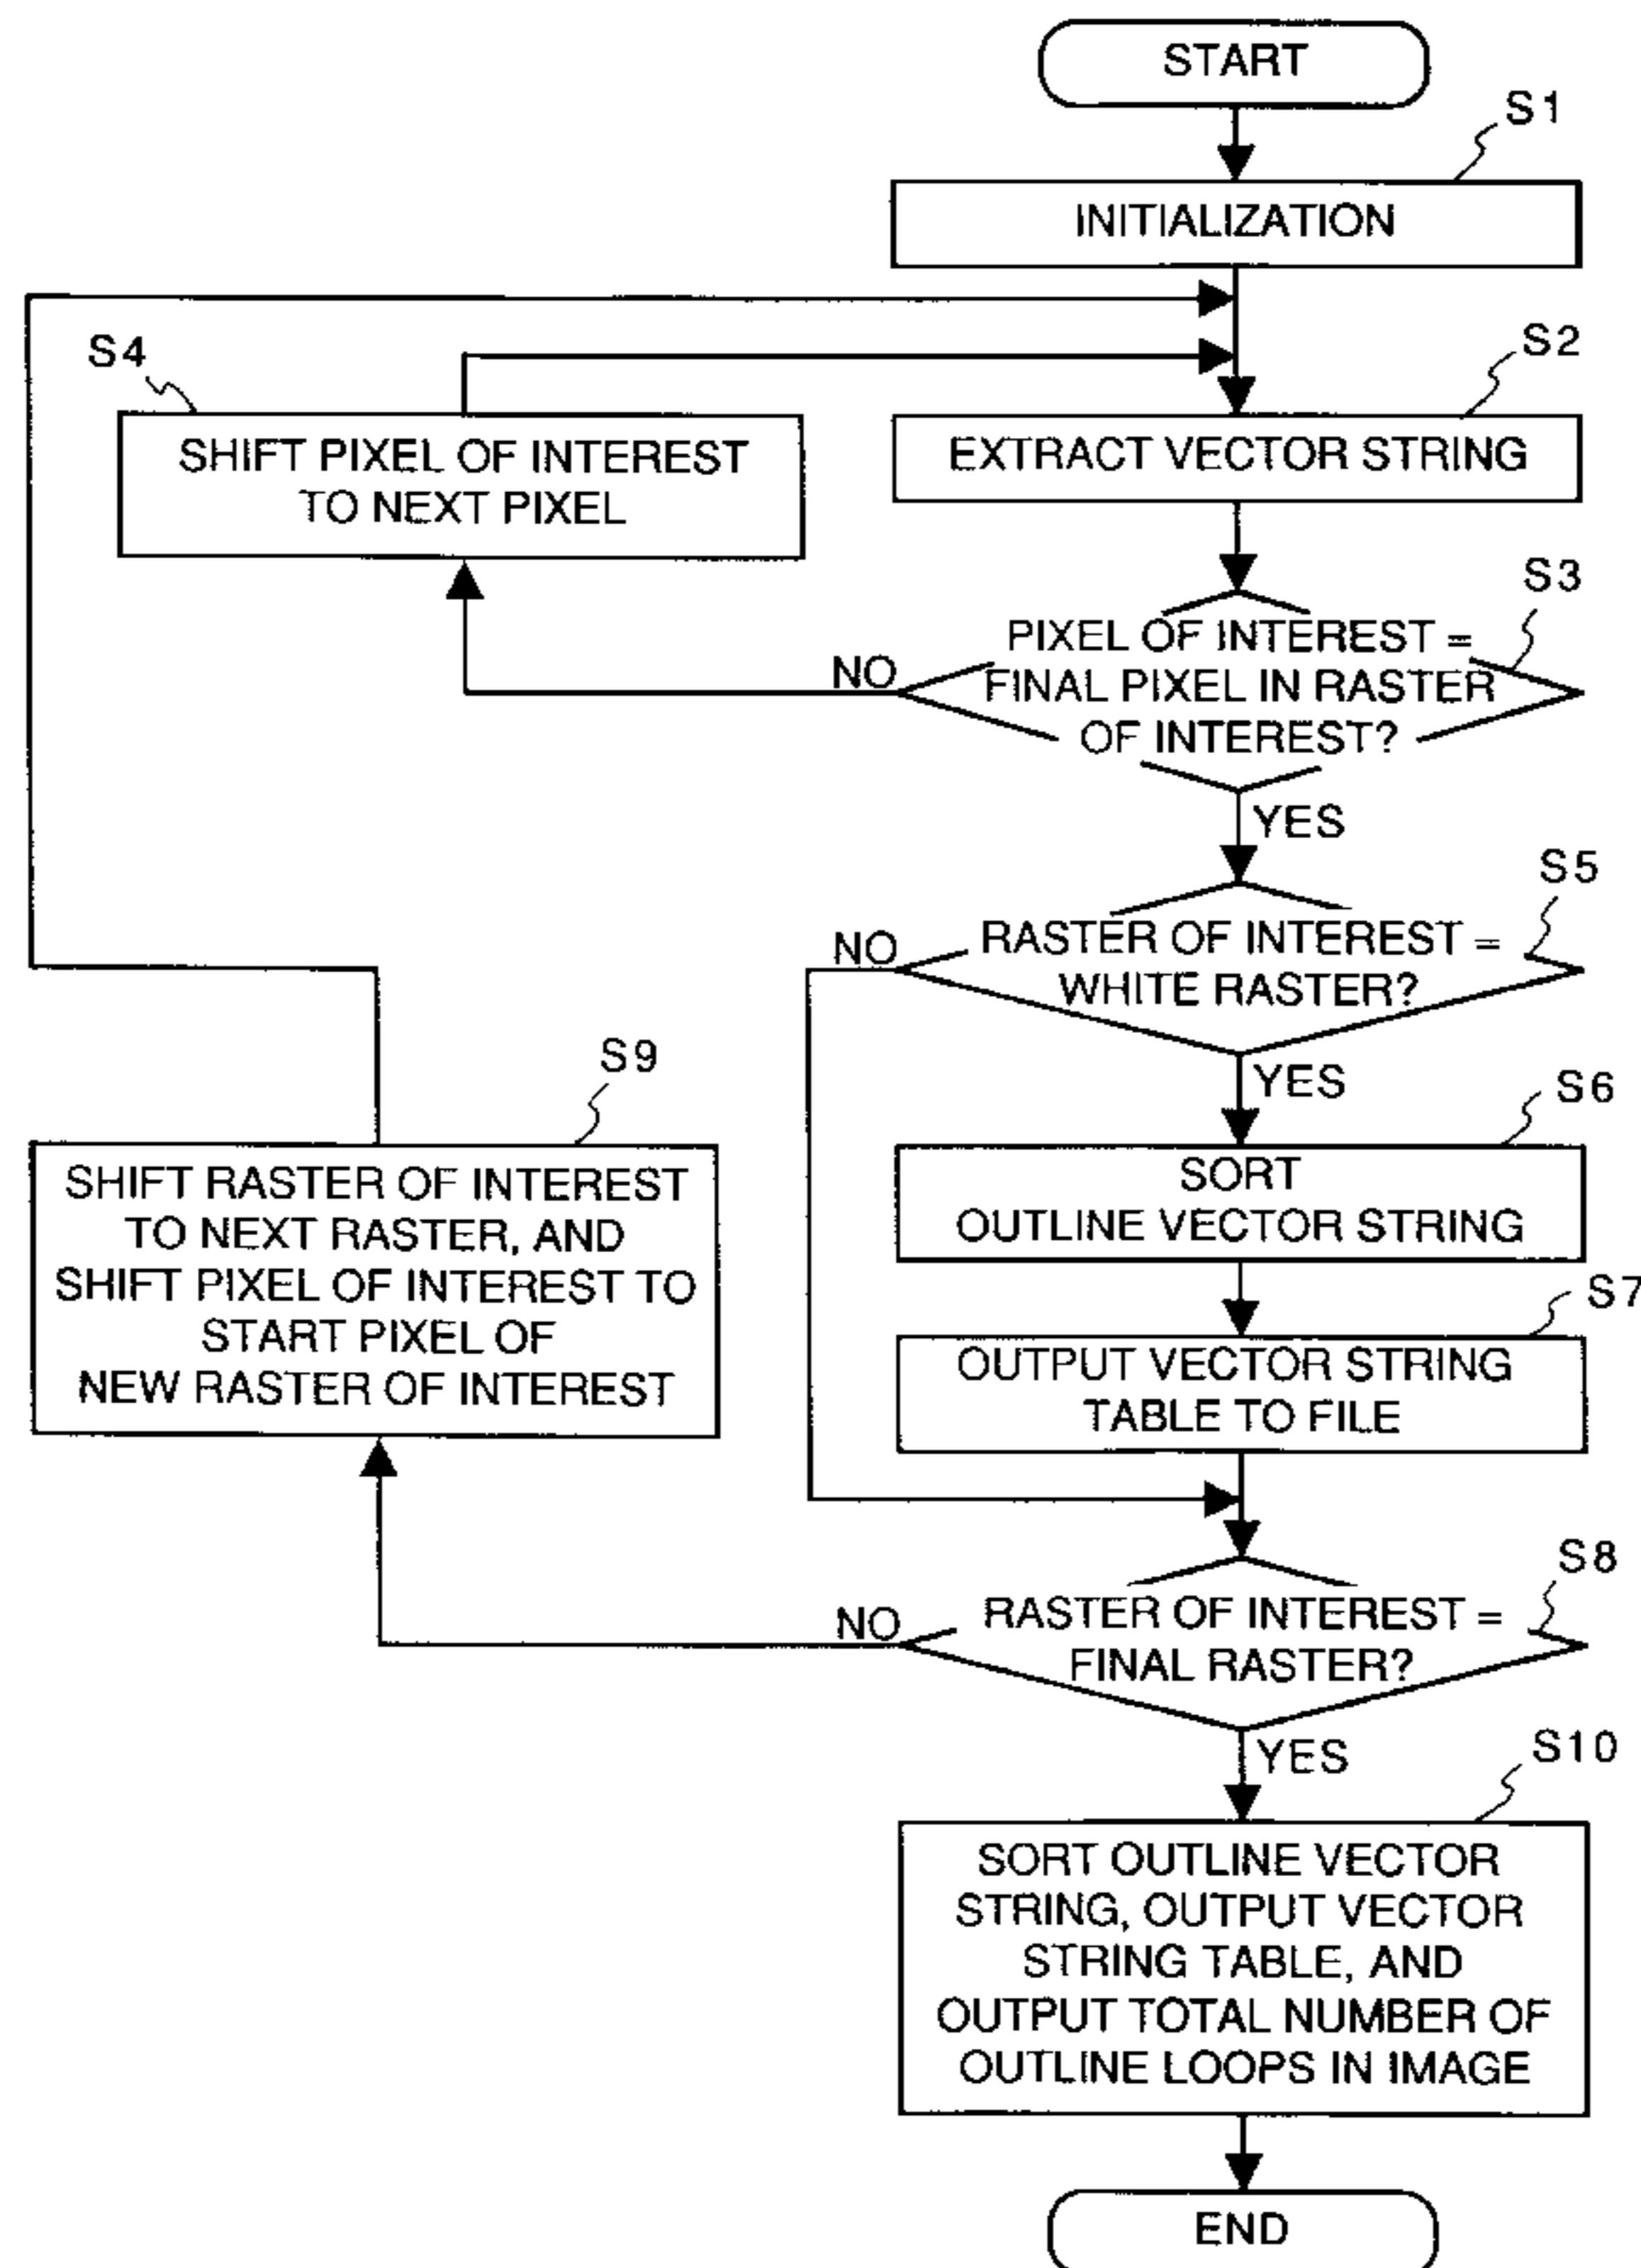 START
S1
INITIALIZATION
S4
S2
SHIFT PIXEL OF INTEREST
TO NEXT PIXEL
EXTRACT VECTOR STRING
S3
PIXEL OF INTEREST =
FINAL PIXEL IN RASTER
OF INTEREST?
NO
YES
S5
RASTER OF INTEREST =
WHITE RASTER?
NO
YES
S9
S6
SHIFT RASTER OF INTEREST
TO NEXT RASTER, AND
SHIFT PIXEL OF INTEREST TO
START PIXEL OF
NEW RASTER OF INTEREST
SORT
OUTLINE VECTOR STRING
S7
OUTPUT VECTOR STRING
TABLE TO FILE
S8
RASTER OF INTEREST =
FINAL RASTER?
NO
YES
S10
SORT OUTLINE VECTOR
STRING, OUTPUT VECTOR
STRING TABLE, AND
OUTPUT TOTAL NUMBER OF
OUTLINE LOOPS IN IMAGE
END